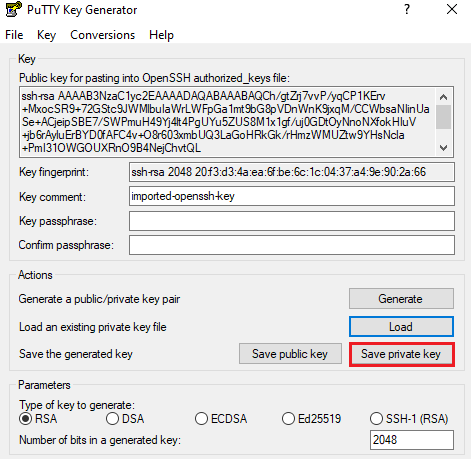 PuTTY Key Generator
File Key Conversions Help
Key
Public key for pasting into OpenSSH authorized_keys file:
ssh-rsa AAAAB3NzaC1yc2EAAAADAQABAAABAQCh/gtZrj7vvP/yqCP1KErv
+MxocSR9+72GStc9JWMlbulaWrLWFpGa1mt9bG8pVDnWnK9jxqM/CCWbsaNlinUa
Se+ACjeipSBE7/SWPmuH49Yj4lt4PgUYu5ZUS8M1x1gf/uj0GDtOyNnoNXfokHluV
+jb6rAyluErBYD0fAFC4v+O8r603xmbUQ3LaGoHRkGk/rHmzWMUZtw9YHsNcla
+PmI31OWGOUXRnO9B4NejChvtQL
Key fingerprint: ssh-rsa 2048 20:f3:d3:4a:ea:6f:be:6c:1c:04:37:a4:9e:90:2a:66
Key comment: imported-openssh-key
Key passphrase:
Confirm passphrase:
Actions
Generate a public/private key pair Generate
Load an existing private key file Load
Save the generated key Save public key Save private key
Parameters
Type of key to generate:
RSA DSA ECDSA Ed25519 SSH-1 (RSA)
Number of bits in a generated key: 2048